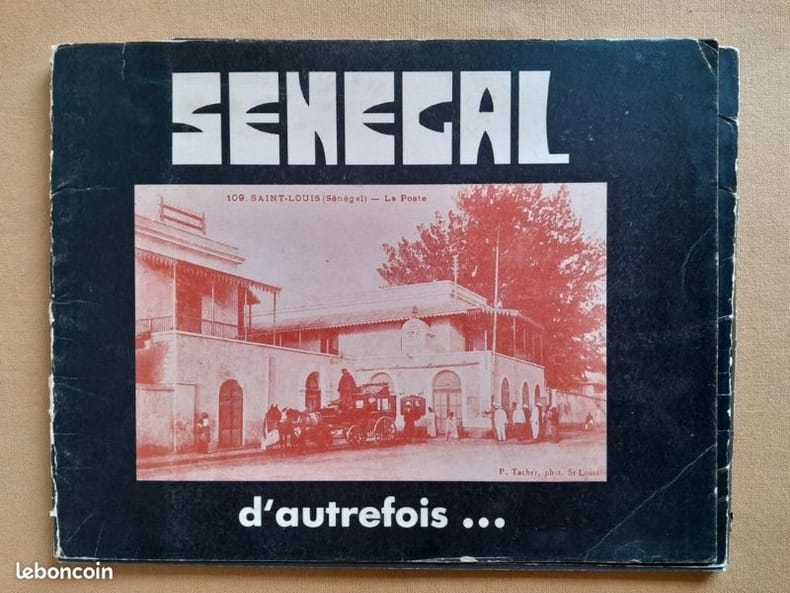 SENEGAL
109. SAINT-LOUIS (Sénégal) — La Poste
P. Tacher, phot. St-Louis
d'autrefois ...
leboncoin